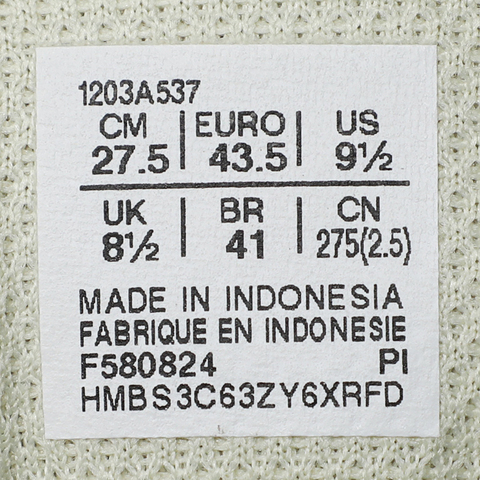 1203A537
CM | EURO | US
27.5 | 43.5 | 9½
UK | BR | CN
8½ | 41 | 275(2.5)
MADE IN INDONESIA
FABRIQUE EN INDONESIE
F580824 PI
HMBS3C63ZY6XRFD